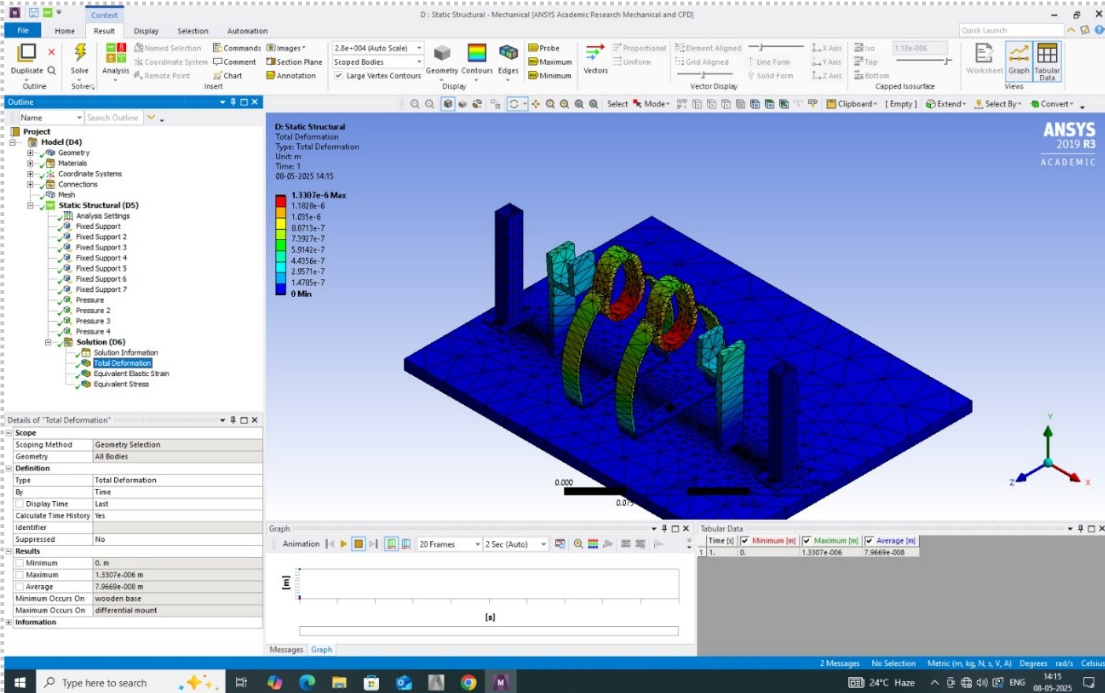 Context
D : Static Structural - Mechanical [ANSYS Academic Research Mechanical and CFD]
File Home Result Display Selection Automation
Quick Launch
Duplicate
Solve
Analysis
Named Selection
Coordinate System
Remote Point
Commands
Comment
Chart
Images
Section Plane
Annotation
2.8e+004 (Auto Scale)
Scoped Bodies
Large Vertex Contours
Geometry Contours Edges
Probe
Maximum
Minimum
Vectors
Proportional
Uniform
Element Aligned
Grid Aligned
Line Form
Solid Form
X Axis
Y Axis
Z Axis
Iso
Top
Bottom
1.18e-006
Worksheet Graph Tabular Data
Outline Solve Insert Display Vector Display Capped Isosurface Views
Outline
Name Search Outline
Select Mode Clipboard [ Empty ] Extend Select By Convert
Project
Model (D4)
Geometry
Materials
Coordinate Systems
Connections
Mesh
Static Structural (D5)
Analysis Settings
Fixed Support
Fixed Support 2
Fixed Support 3
Fixed Support 4
Fixed Support 5
Fixed Support 6
Fixed Support 7
Pressure
Pressure 2
Pressure 3
Pressure 4
Solution (D6)
Solution Information
Total Deformation
Equivalent Elastic Strain
Equivalent Stress
D: Static Structural
Total Deformation
Type: Total Deformation
Unit: m
Time: 1
08-05-2025 14:15
1.3307e-6 Max
1.1828e-6
1.035e-6
8.8713e-7
7.3927e-7
5.9142e-7
4.4356e-7
2.9571e-7
1.4785e-7
0 Min
ANSYS
2019 R3
ACADEMIC
0.000
0.075
Y
Z
X
Details of "Total Deformation"
Scope
Scoping Method Geometry Selection
Geometry All Bodies
Definition
Type Total Deformation
By Time
Display Time Last
Calculate Time History Yes
Identifier
Suppressed No
Results
Minimum 0. m
Maximum 1.3307e-006 m
Average 7.9669e-008 m
Minimum Occurs On wooden base
Maximum Occurs On differential mount
Information
Graph
Animation 20 Frames 2 Sec (Auto)
[m]
[s]
Messages Graph
Tabular Data
Time [s] Minimum [m] Maximum [m] Average [m]
1 1. 0. 1.3307e-006 7.9669e-008
2 Messages No Selection Metric (m, kg, N, s, V, A) Degrees rad/s Celsius
Type here to search
24°C Haze
ENG
14:15
08-05-2025